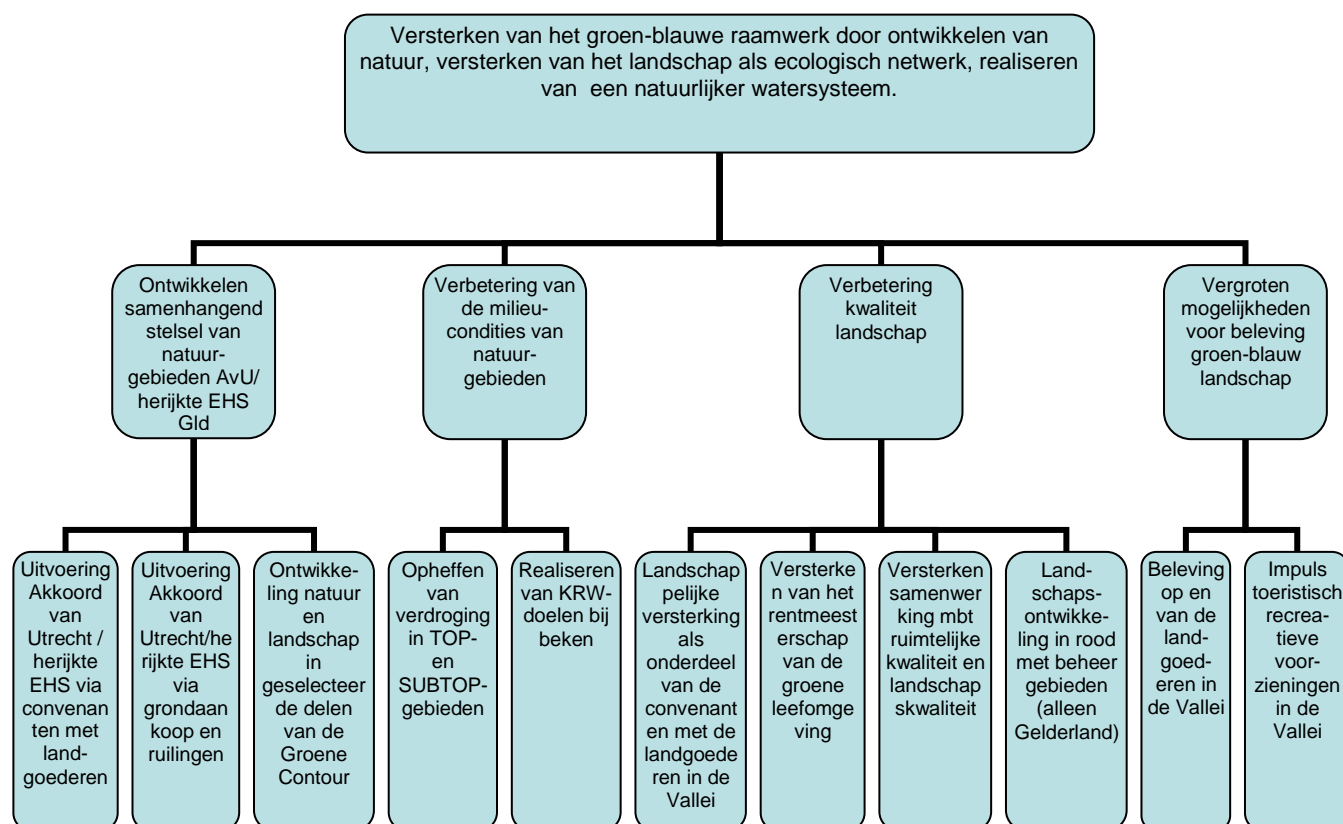 Versterken van het groen-blauwe raamwerk door ontwikkelen van
natuur, versterken van het landschap als ecologisch netwerk, realiseren
van een natuurlijker watersysteem.
Ontwikkelen
samenhangend
stelsel van
natuur-
gebieden AvU/
herijkte EHS
Gld
Verbetering van
de milieu-
condities van
natuur-
gebieden
Verbetering
kwaliteit
landschap
Vergroten
mogelijkheden
voor beleving
groen-blauw
landschap
Uitvoering
Akkoord
van
Utrecht /
herijkte
EHS via
convenan
ten met
land-
goederen
Uitvoering
Akkoord
van
Utrecht/he
rijkte EHS
via
grondaan
koop en
ruilingen
Ontwikke-
ling natuur
en
landschap
in
geselecteer
de delen
van de
Groene
Contour
Opheffen
van
verdroging
in TOP-
en
SUBTOP-
gebieden
Realiseren
van KRW-
doelen bij
beken
Landschap
pelijke
versterking
als
onderdeel
van de
convenant
en met de
landgoede
ren in de
Vallei
Versterke
n van het
rentmeest
erschap
van de
groene
leefomge
ving
Versterken
samenwer
king mbt
ruimtelijke
kwaliteit en
landschap
skwaliteit
Land-
schaps-
ontwikke-
ling in rood
met beheer
gebieden
(alleen
Gelderland)
Beleving
op en
van de
land-
goed-
eren in
de Vallei
Impuls
toeristisch
recrea-
tieve
voor-
zieningen
in de
Vallei